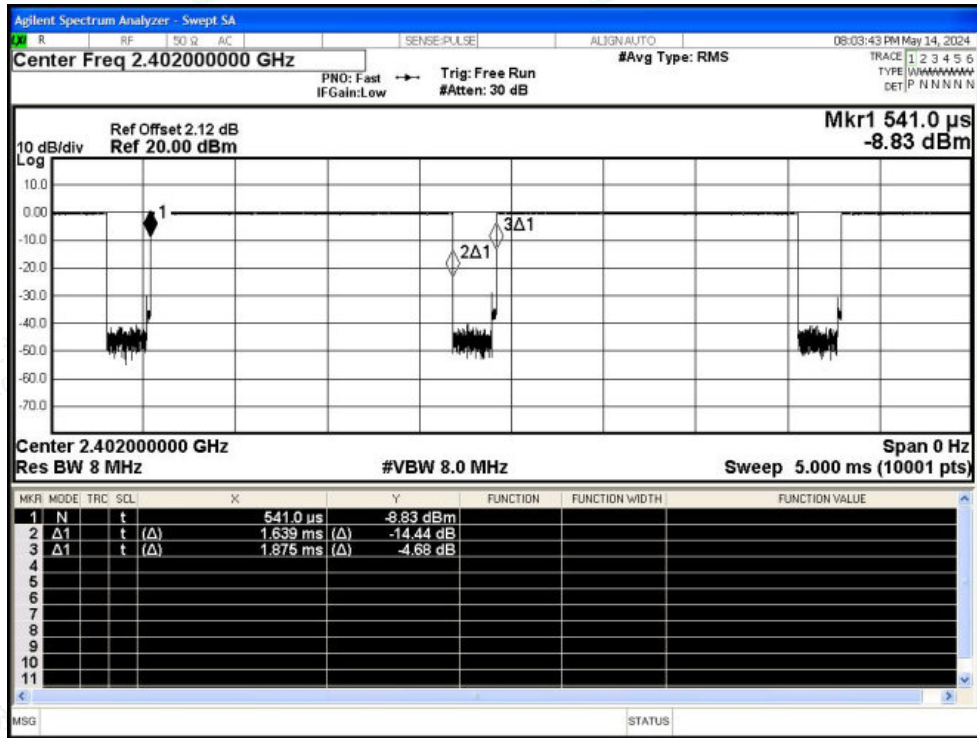 Agilent Spectrum Analyzer - Swept SA
LXI R RF 50 Ω AC SENSE:PULSE ALIGN AUTO 08:03:43 PM May 14, 2024
Center Freq 2.402000000 GHz
PNO: Fast
IFGain:Low
Trig: Free Run
#Atten: 30 dB
#Avg Type: RMS
TRACE 1 2 3 4 5 6
TYPE
DET P N N N N N
Mkr1 541.0 µs
-8.83 dBm
Ref Offset 2.12 dB
10 dB/div Ref 20.00 dBm
Log
10.0
0.00
-10.0
-20.0
-30.0
-40.0
-50.0
-60.0
-70.0
1
2Δ1
3Δ1
Center 2.402000000 GHz Span 0 Hz
Res BW 8 MHz #VBW 8.0 MHz Sweep 5.000 ms (10001 pts)
MKR MODE TRC SCL X Y FUNCTION FUNCTION WIDTH FUNCTION VALUE
1 N t 541.0 µs -8.83 dBm
2 Δ1 t (Δ) 1.639 ms (Δ) -14.44 dB
3 Δ1 t (Δ) 1.875 ms (Δ) -4.68 dB
4
5
6
7
8
9
10
11
MSG STATUS